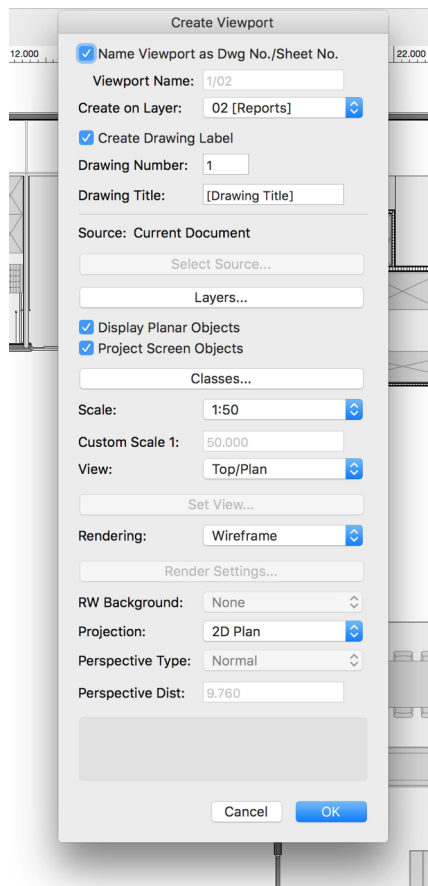 Create Viewport
12.000
22.000
Name Viewport as Dwg No./Sheet No.
Viewport Name: 1/02
Create on Layer: 02 [Reports]
Create Drawing Label
Drawing Number: 1
Drawing Title: [Drawing Title]
Source: Current Document
Select Source...
Layers...
Display Planar Objects
Project Screen Objects
Classes...
Scale: 1:50
Custom Scale 1: 50.000
View: Top/Plan
Set View...
Rendering: Wireframe
Render Settings...
RW Background: None
Projection: 2D Plan
Perspective Type: Normal
Perspective Dist: 9.760
Cancel OK